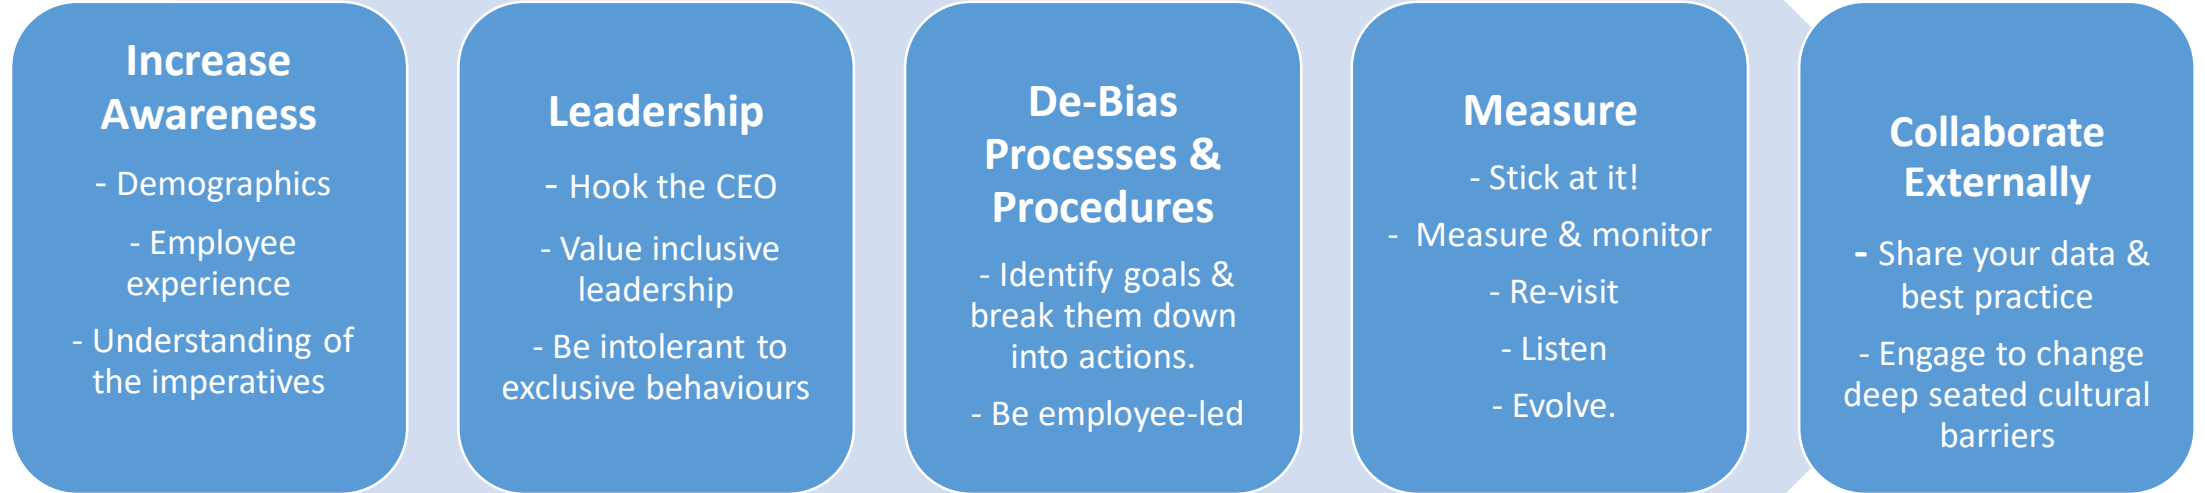 Increase
Awareness
- Demographics
- Employee
experience
- Understanding of
the imperatives
Leadership
- Hook the CEO
- Value inclusive
leadership
- Be intolerant to
exclusive behaviours
De-Bias
Processes &
Procedures
- Identify goals &
break them down
into actions.
- Be employee-led
Measure
- Stick at it!
- Measure & monitor
- Re-visit
- Listen
- Evolve.
Collaborate
Externally
- Share your data &
best practice
- Engage to change
deep seated cultural
barriers